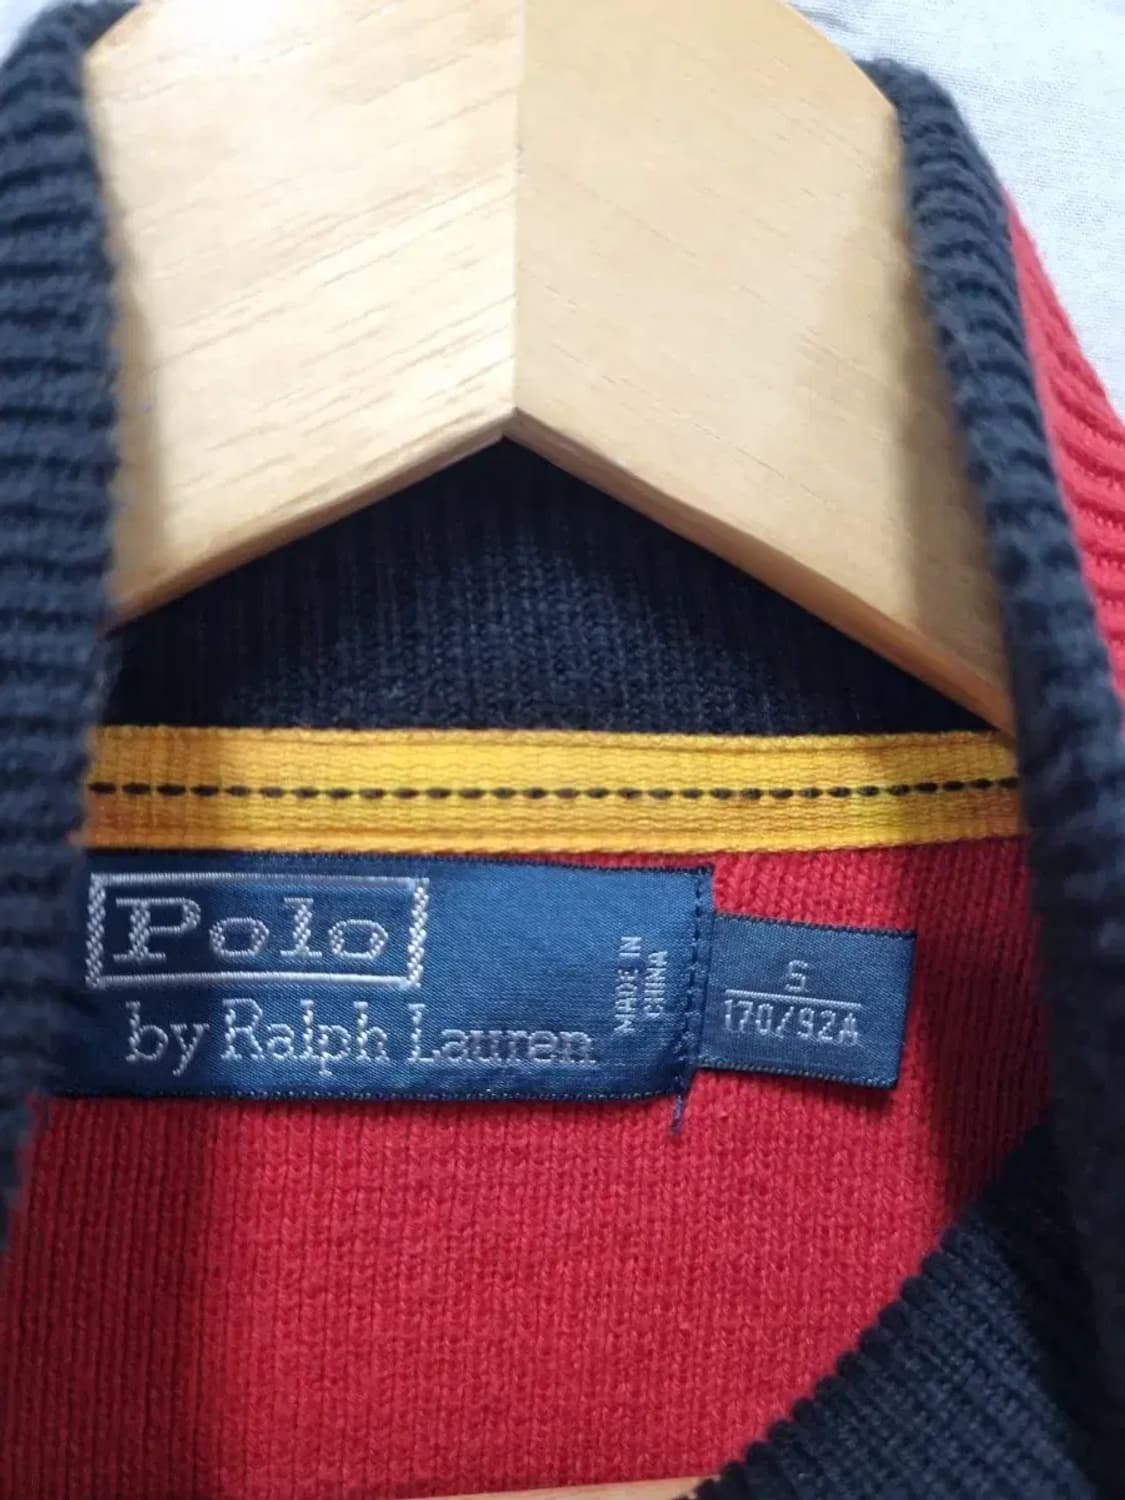 Polo
by Ralph Lauren
MADE IN
CHINA
S
170/92A